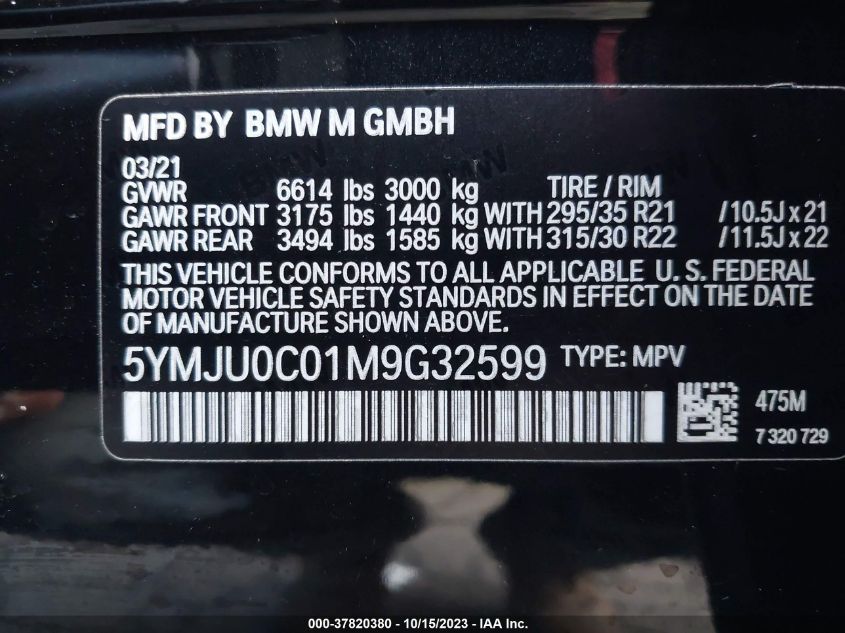 MFD BY BMW M GMBH
03/21
GVWR 6614 lbs 3000 kg TIRE / RIM
GAWR FRONT 3175 lbs 1440 kg WITH 295/35 R21 /10.5J x 21
GAWR REAR 3494 lbs 1585 kg WITH 315/30 R22 /11.5J x 22
THIS VEHICLE CONFORMS TO ALL APPLICABLE U. S. FEDERAL
MOTOR VEHICLE SAFETY STANDARDS IN EFFECT ON THE DATE
OF MANUFACTURE SHOWN ABOVE.
5YMJU0C01M9G32599 TYPE: MPV
475M
7 320 729
000-37820380 - 10/15/2023 - IAA Inc.